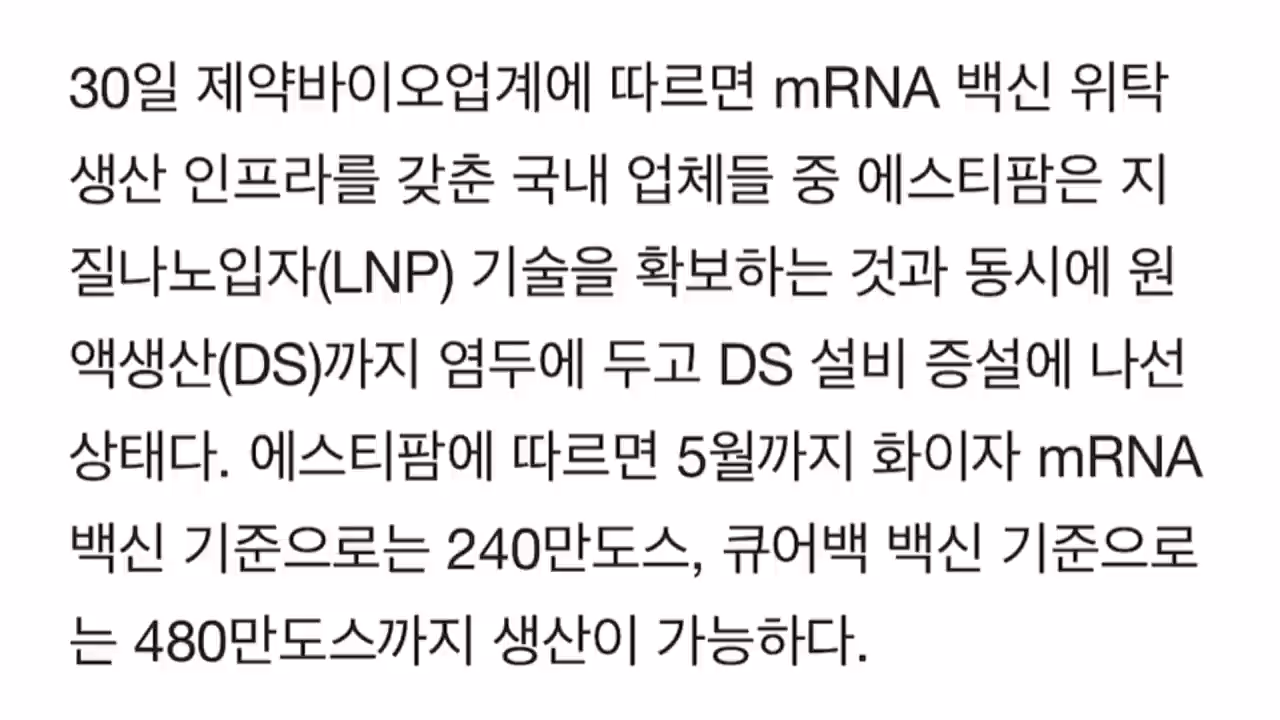 30일 제약바이오업계에 따르면 mRNA 백신 위탁
생산 인프라를 갖춘 국내 업체들 중 에스티팜은 지
질나노입자(LNP) 기술을 확보하는 것과 동시에 원
액생산(DS)까지 염두에 두고 DS 설비 증설에 나선
상태다. 에스티팜에 따르면 5월까지 화이자 mRNA
백신 기준으로는 240만도스, 큐어백 백신 기준으로
는 480만도스까지 생산이 가능하다.